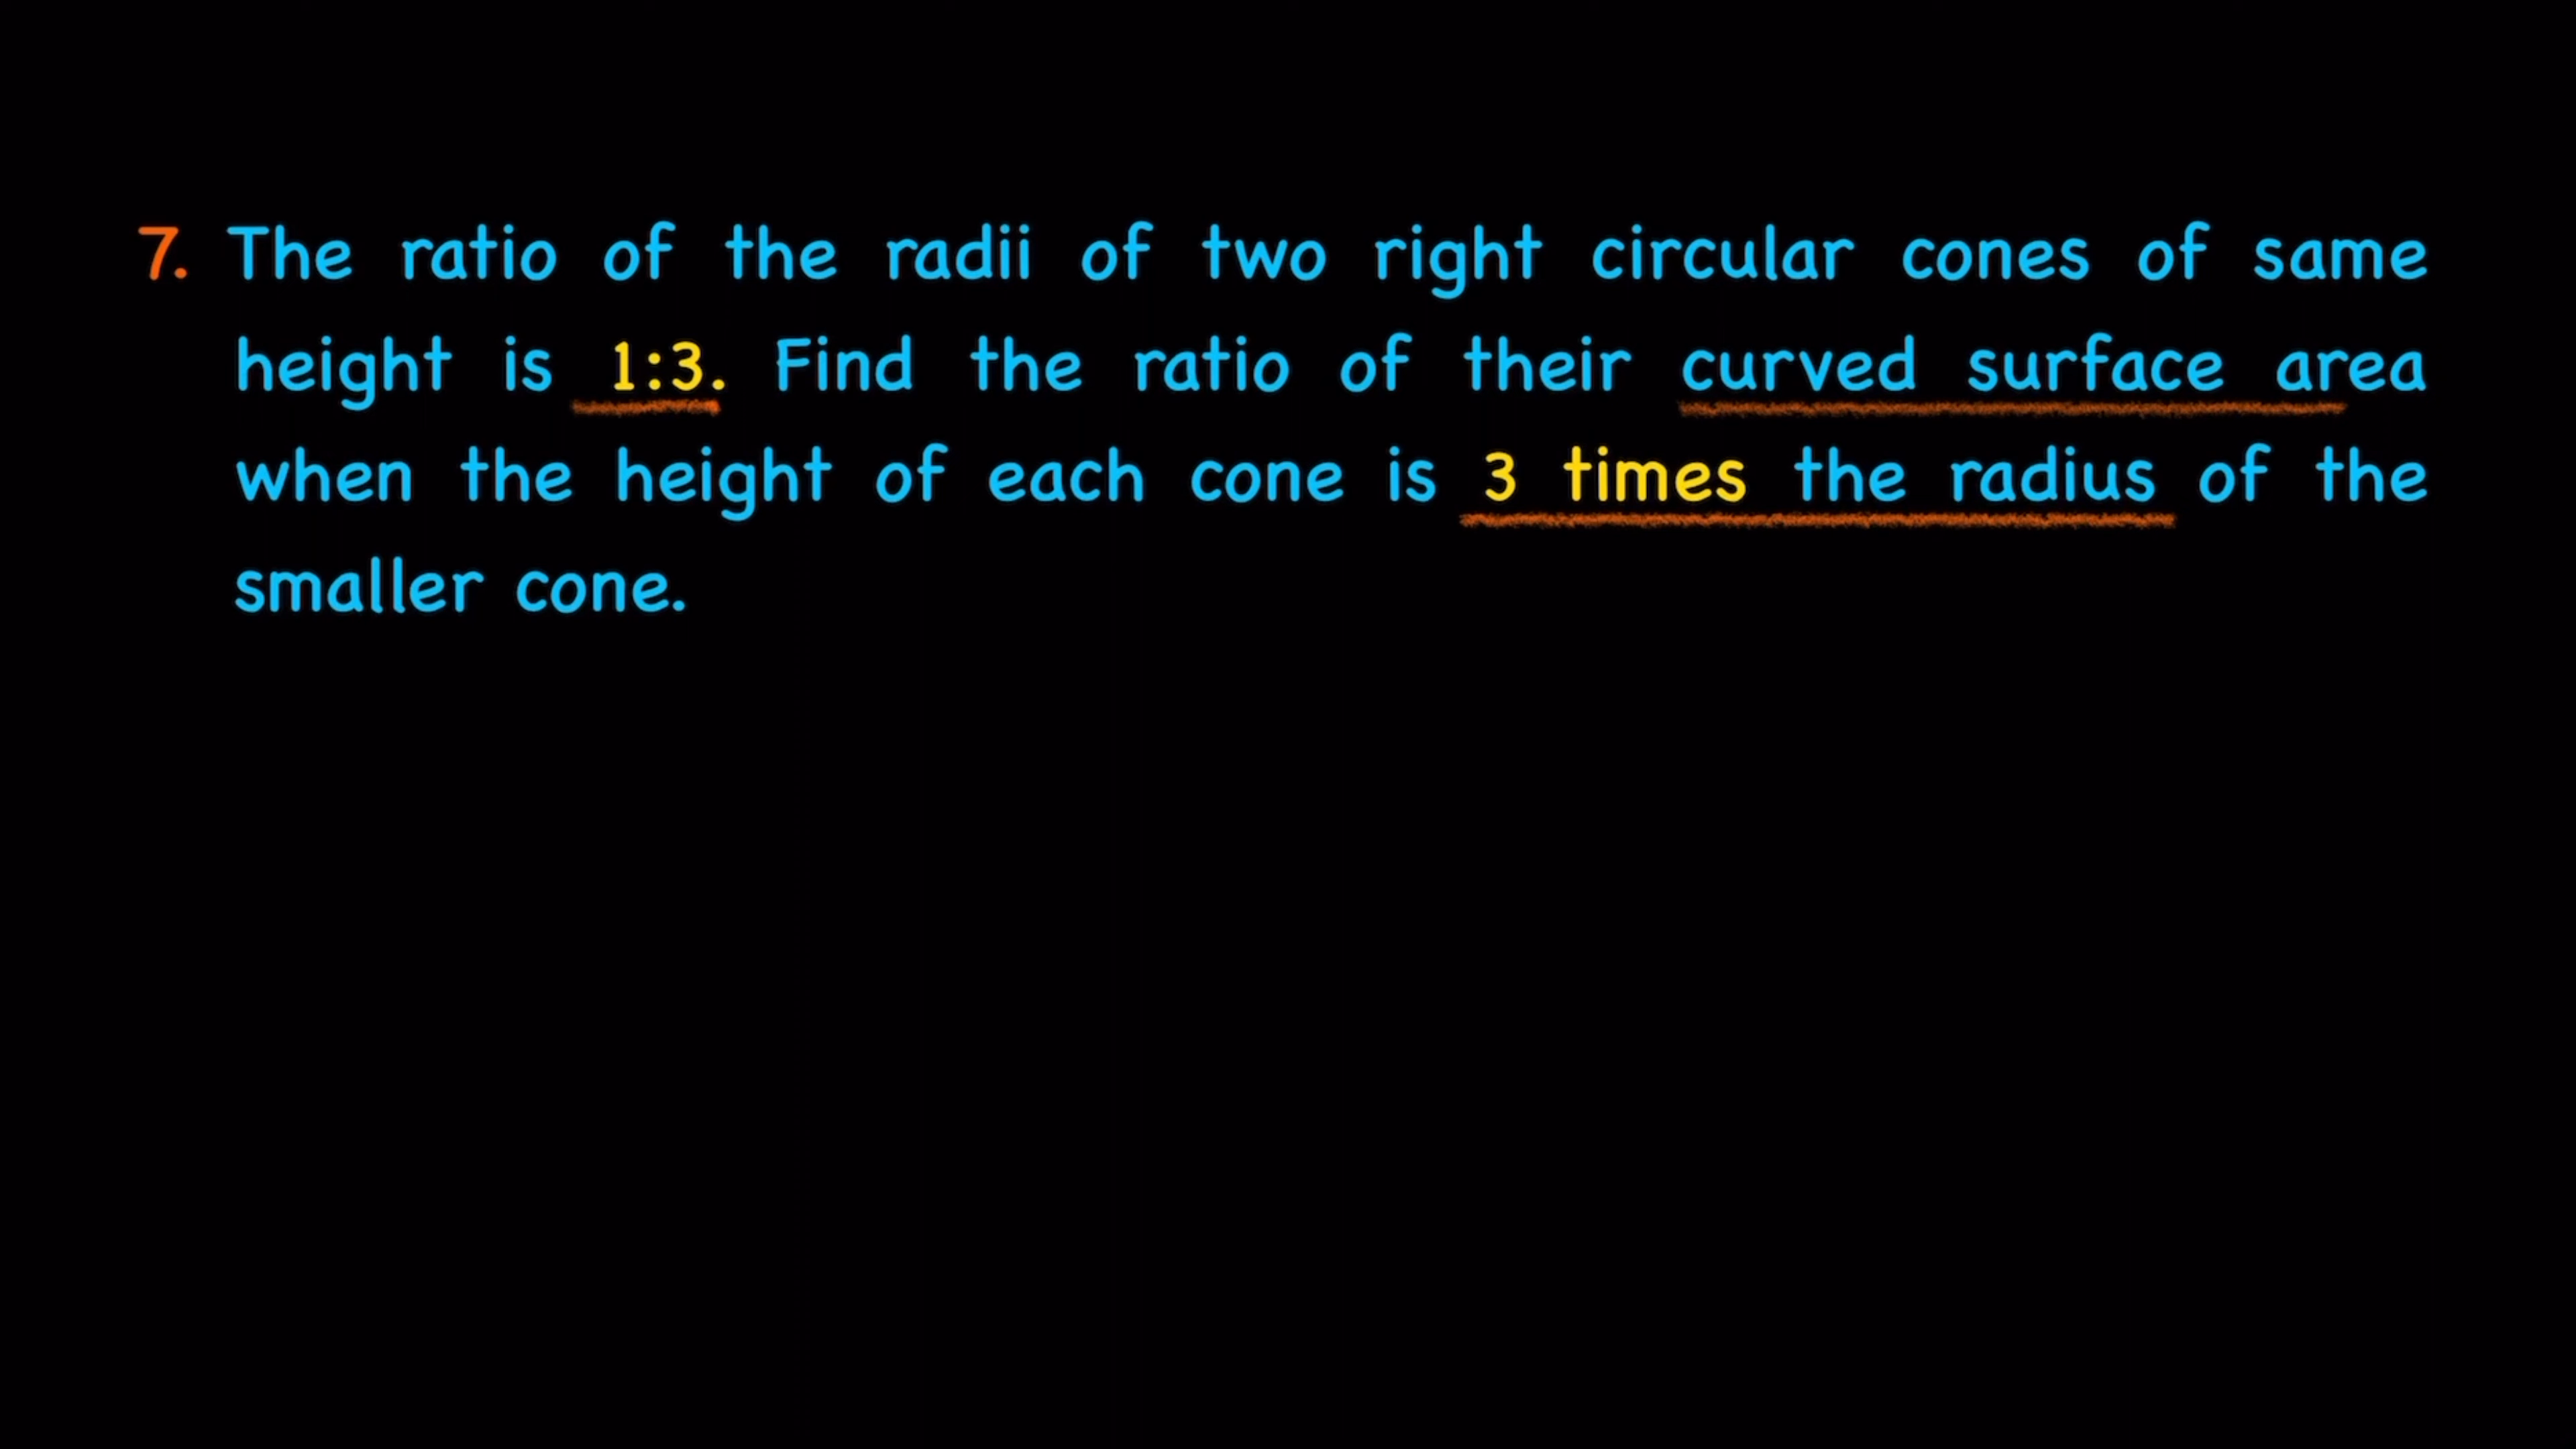 7. The ratio of the radii of two right circular cones of same
height is 1:3. Find the ratio of their curved surface area
when the height of each cone is 3 times the radius of the
smaller cone.